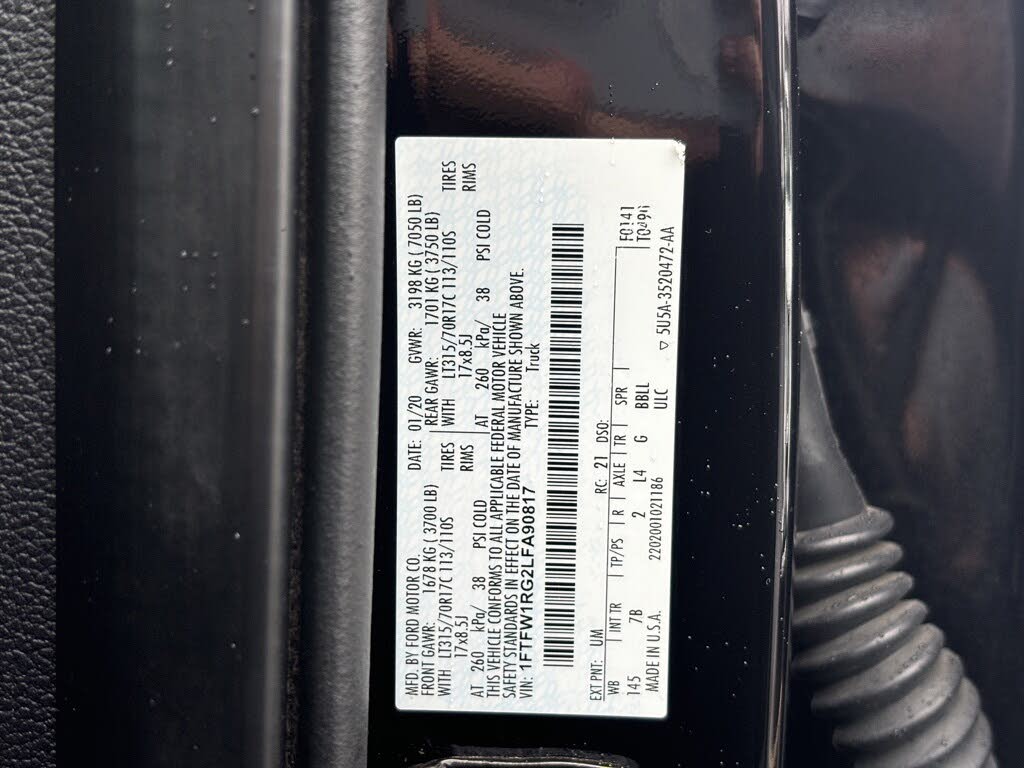 MFD. BY FORD MOTOR CO. DATE: 01/20 GVWR: 3198 KG ( 7050 LB)
FRONT GAWR: 1678 KG ( 3700 LB) REAR GAWR: 1701 KG ( 3750 LB)
WITH LT315/70R17C 113/110S TIRES WITH LT315/70R17C 113/110S TIRES
17x8.5J RIMS 17x8.5J RIMS
AT 260 kPa/ 38 PSI COLD AT 260 kPa/ 38 PSI COLD
THIS VEHICLE CONFORMS TO ALL APPLICABLE FEDERAL MOTOR VEHICLE
SAFETY STANDARDS IN EFFECT ON THE DATE OF MANUFACTURE SHOWN ABOVE.
VIN: 1FTFW1RG2LFA90817 TYPE: Truck
EXT PNT: UM RC: 21 DSO: F0141
WB INT TR TP/PS R AXLE TR SPR
145 7B 2 L4 G BBLL
MADE IN U.S.A. 2202001021186 ULC ▽ 5U5A-3520472-AA